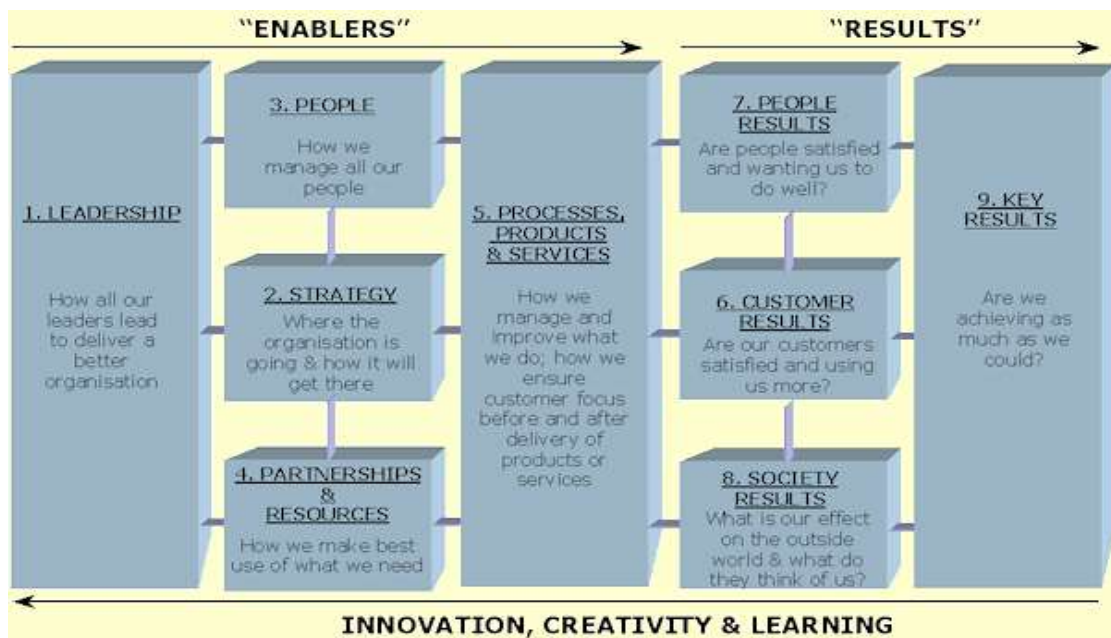 "ENABLERS"
"RESULTS"
1. LEADERSHIP
How all our
leaders lead
to deliver a
better
organisation
3. PEOPLE
How we
manage all our
people
2. STRATEGY
Where the
organisation is
going & how it will
get there
4. PARTNERSHIPS
&
RESOURCES
How we make best
use of what we need
5. PROCESSES,
PRODUCTS
& SERVICES
How we
manage and
improve what
we do; how we
ensure
customer focus
before and after
delivery of
products or
services
7. PEOPLE
RESULTS
Are people satisfied
and wanting us to
do well?
6. CUSTOMER
RESULTS
Are our customers
satisfied and using
us more?
8. SOCIETY
RESULTS
What is our effect
on the outside
world & what do
they think of us?
9. KEY
RESULTS
Are we
achieving as
much as we
could?
INNOVATION, CREATIVITY & LEARNING